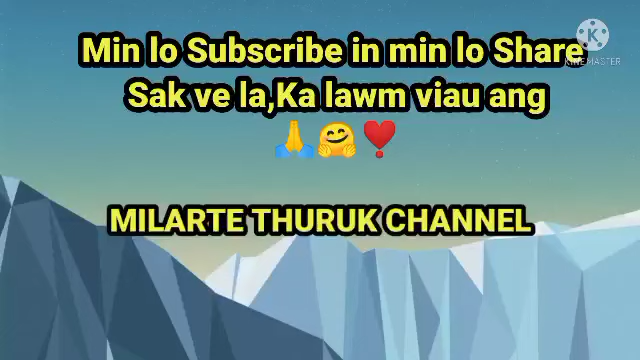 Min lo Subscribe in min lo Share
Sak ve la,Ka lawm viau ang
🙏🤗❣️
MILARTE THURUK CHANNEL
K
KINEMASTER